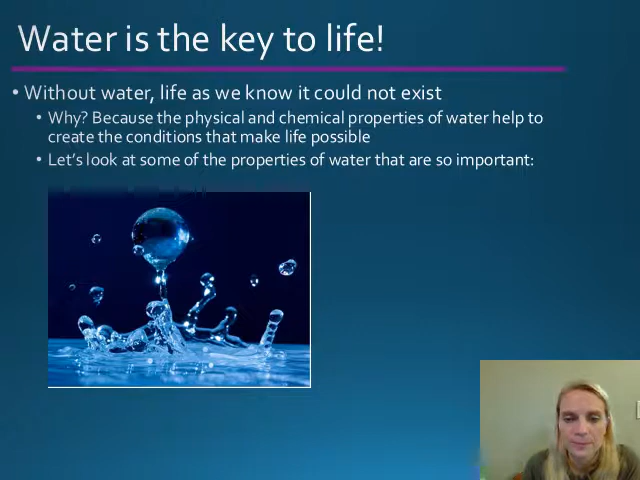 Water is the key to life!
• Without water, life as we know it could not exist
• Why? Because the physical and chemical properties of water help to
create the conditions that make life possible
• Let's look at some of the properties of water that are so important: